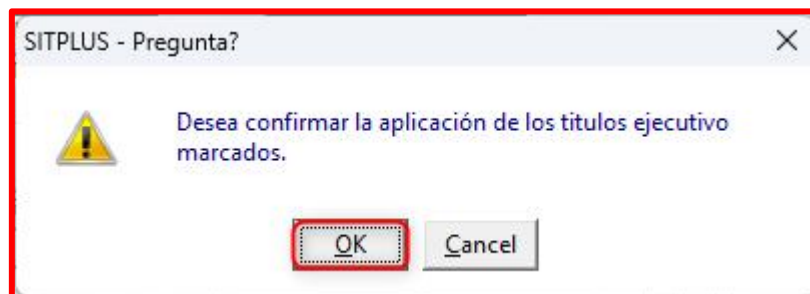 SITPLUS - Pregunta?
Desea confirmar la aplicación de los titulos ejecutivo
marcados.
OK
Cancel